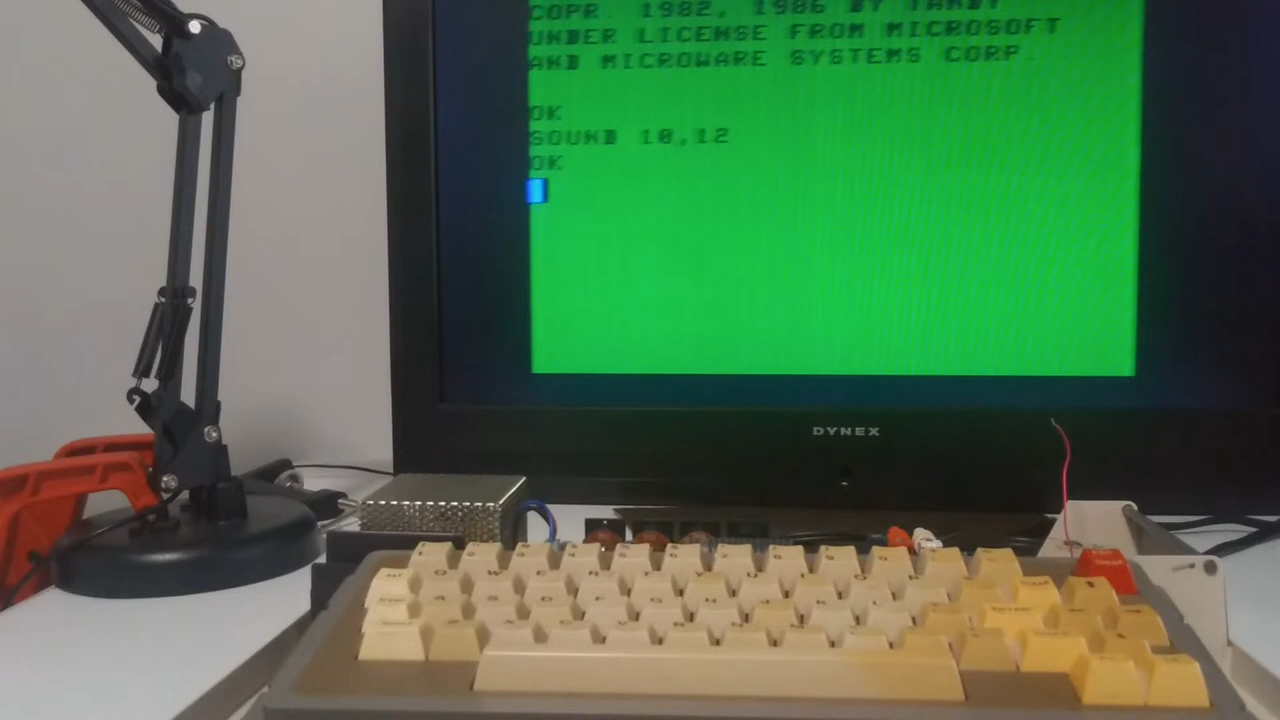 COPR. 1982, 1986 BY TANDY
UNDER LICENSE FROM MICROSOFT
AND MICROWARE SYSTEMS CORP.
OK
SOUND 10,12
OK
DYNEX